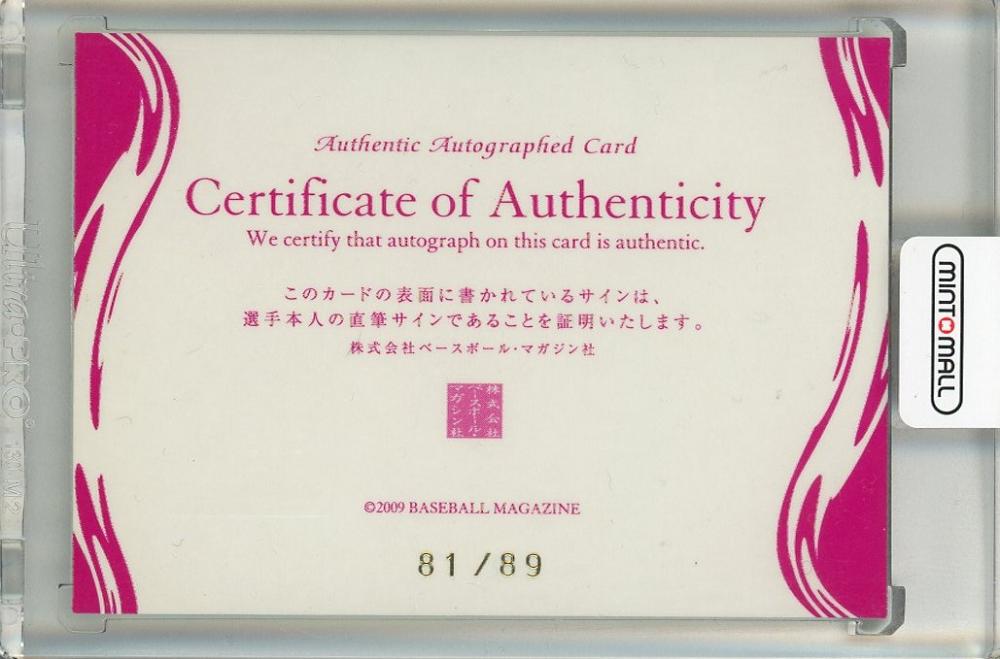 Authentic Autographed Card
Certificate of Authenticity
We certify that autograph on this card is authentic.
このカードの表面に書かれているサインは、
選手本人の直筆サインであることを証明いたします。
株式会社ベースボール・マガジン社
株式会社
ベースボール・
マガジン社
©2009 BASEBALL MAGAZINE
81/89
MINT MALL
Ultra•PRO®